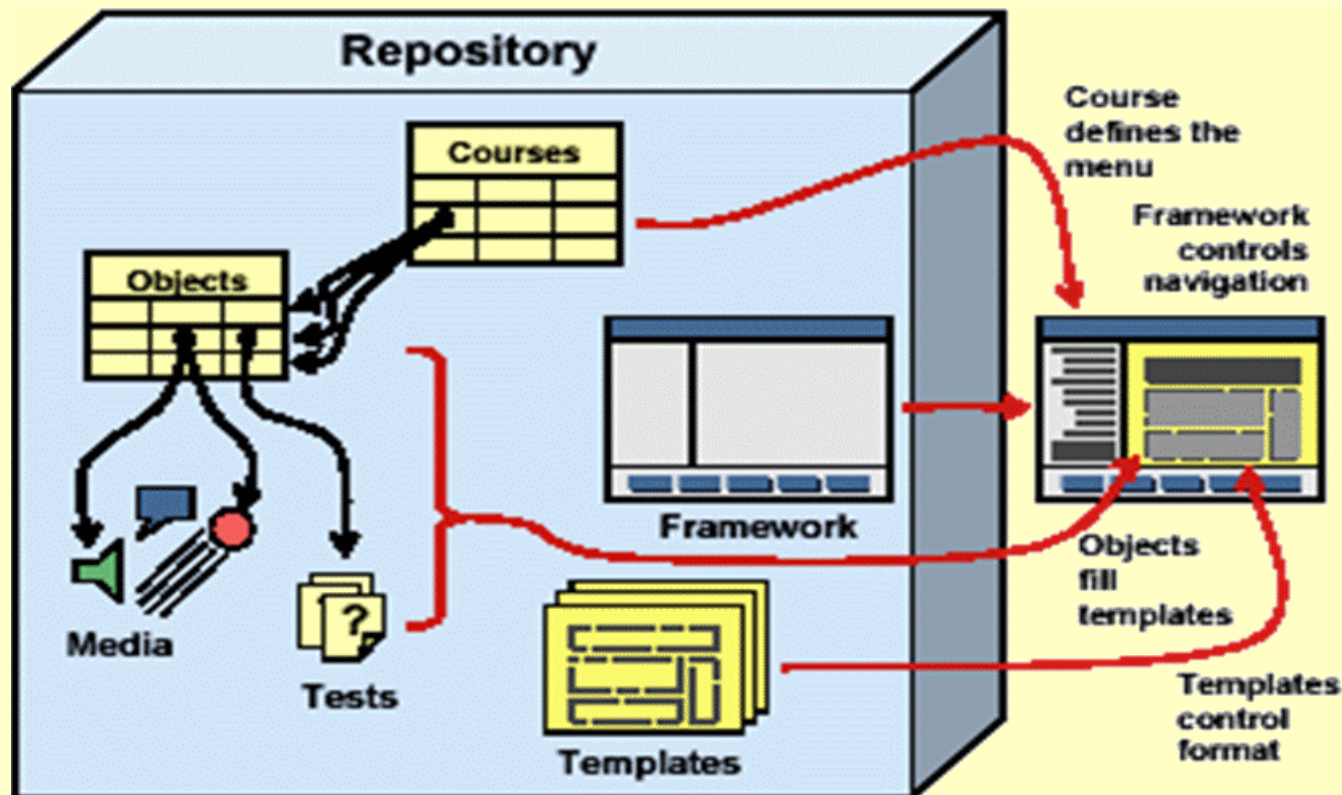 Repository
Courses
Course
defines the
menu
Framework
controls
navigation
Objects
Framework
Objects
fill
templates
?
Media
Tests
Templates
Templates
control
format